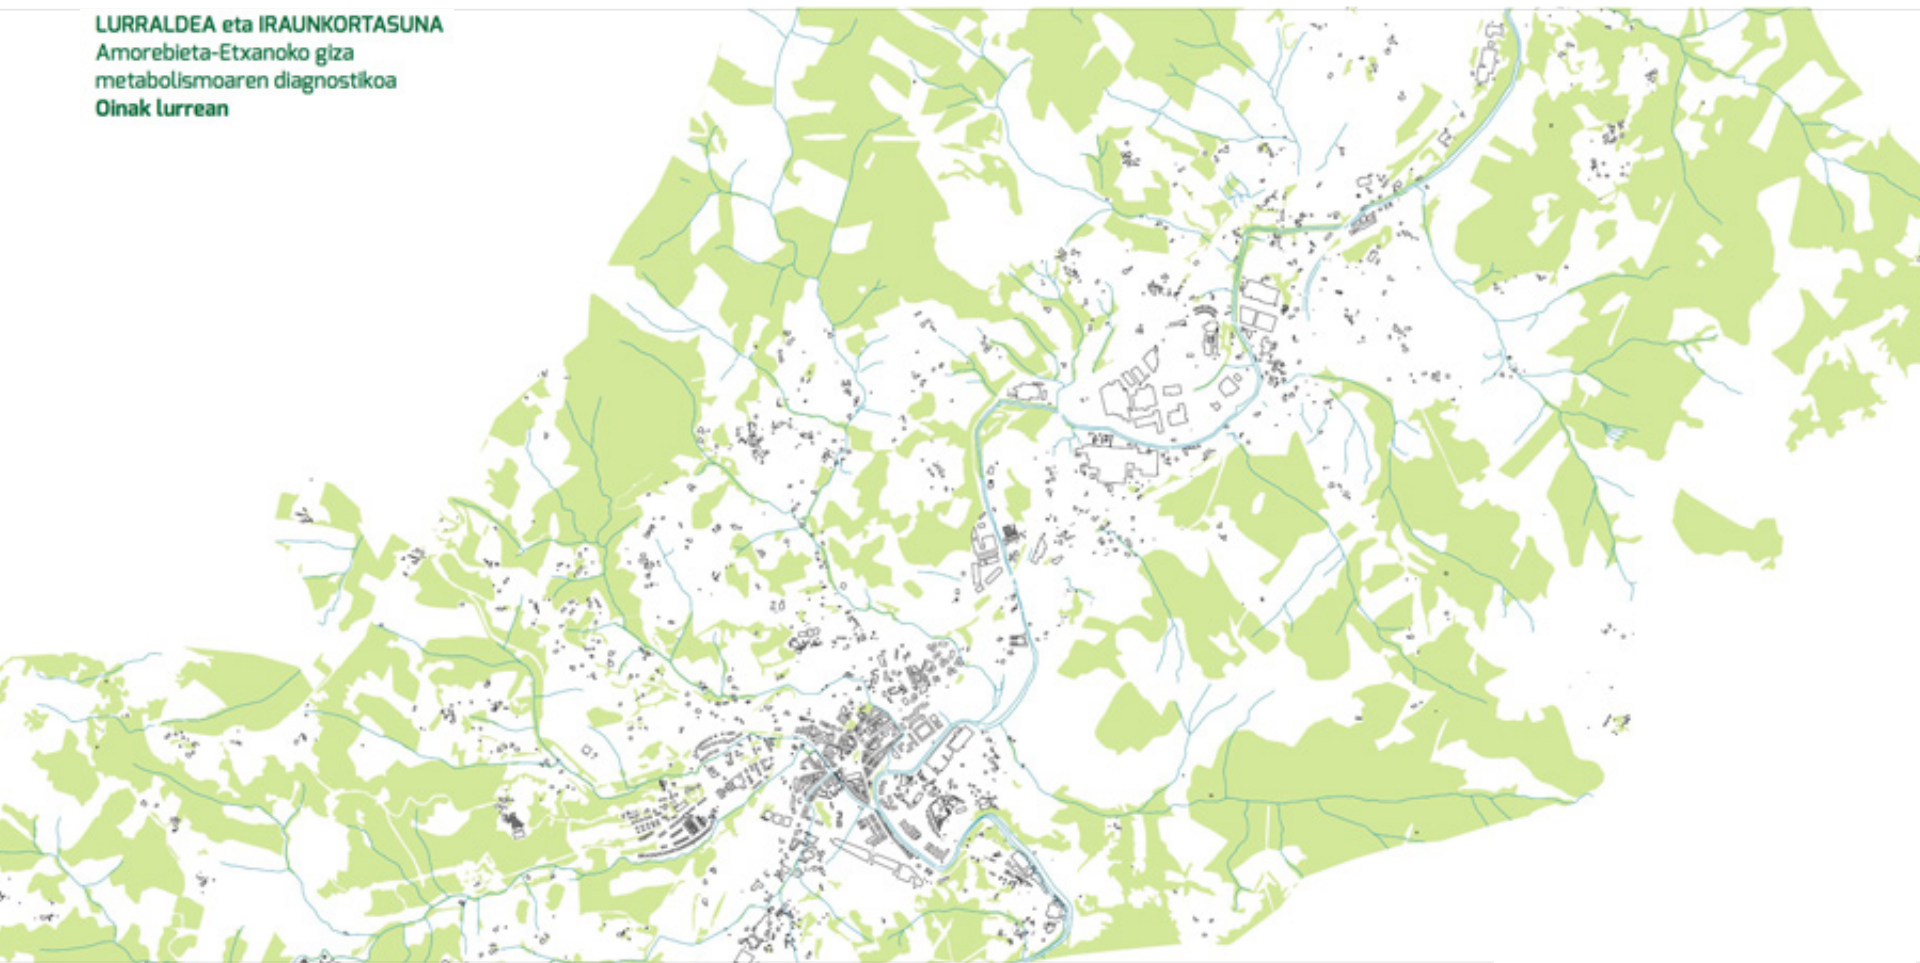 LURRALDEA eta IRAUNKORTASUNA
Amorebieta-Etxanoko giza
metabolismoaren diagnostikoa
Oinak lurrean